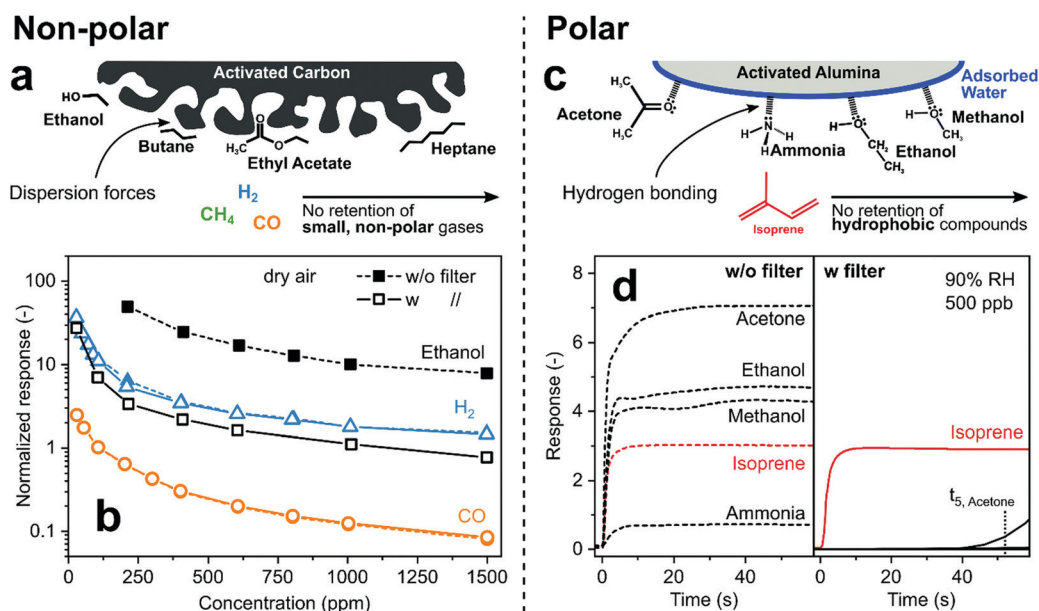 Non-polar
a
Activated Carbon
HO
Ethanol
Butane
O
H₃C
O
Ethyl Acetate
Heptane
Dispersion forces
H₂
CH₄
CO
No retention of
small, non-polar gases
Normalized response (-)
100
10
1
0.1
dry air
w/o filter
w //
Ethanol
H₂
CO
b
0
250
500
750
1000
1250
1500
Concentration (ppm)
Polar
c
Activated Alumina
Adsorbed
Water
H₃C
O:
H₃C
Acetone
N
H
H
H
Ammonia
H-O:
CH₂
CH₃
Ethanol
H-O:
CH₃
Methanol
Hydrogen bonding
Isoprene
No retention of
hydrophobic compounds
Response (-)
8
6
4
2
0
d
w/o filter
Acetone
Ethanol
Methanol
Isoprene
Ammonia
0
20
40
Time (s)
w filter
90% RH
500 ppb
Isoprene
t5, Acetone
0
20
40
Time (s)